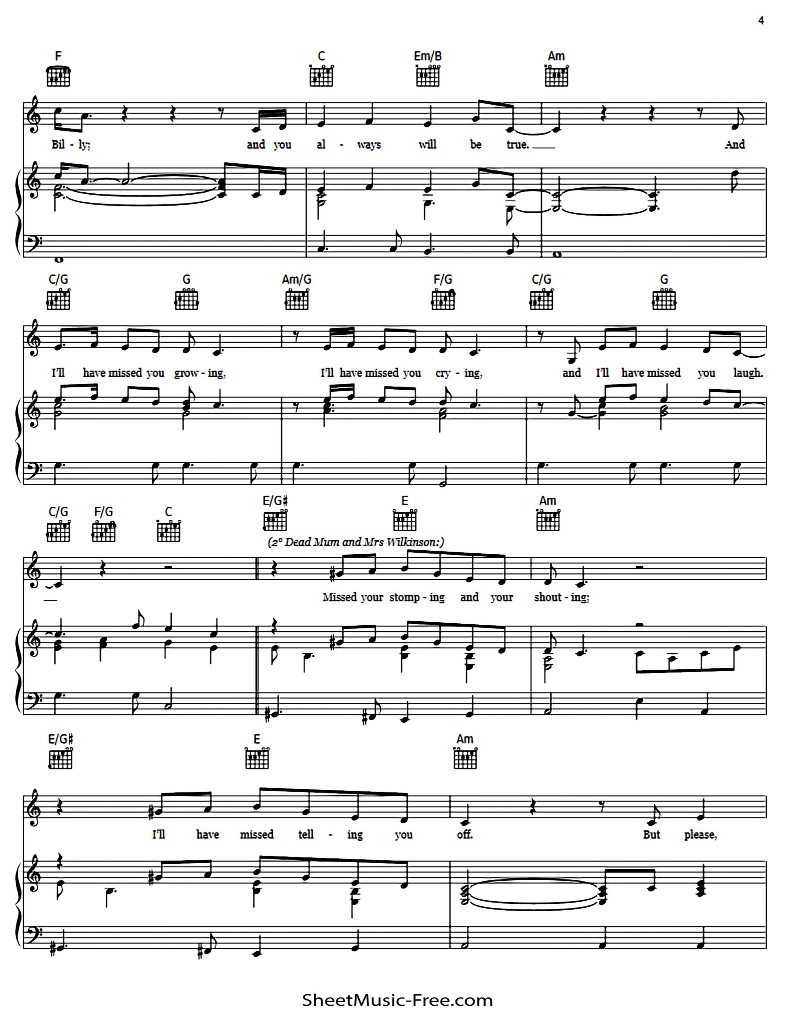 4
F C Em/B Am
Bil - ly; and you al - ways will be true. And
C/G G Am/G F/G C/G G
I'll have missed you grow - ing, I'll have missed you cry - ing, and I'll have missed you laugh.
C/G F/G C E/G# E Am
(2° Dead Mum and Mrs Wilkinson:)
Missed your stomp - ing and your shout - ing;
E/G# E Am
I'll have missed tell - ing you off. But please,
SheetMusic-Free.com